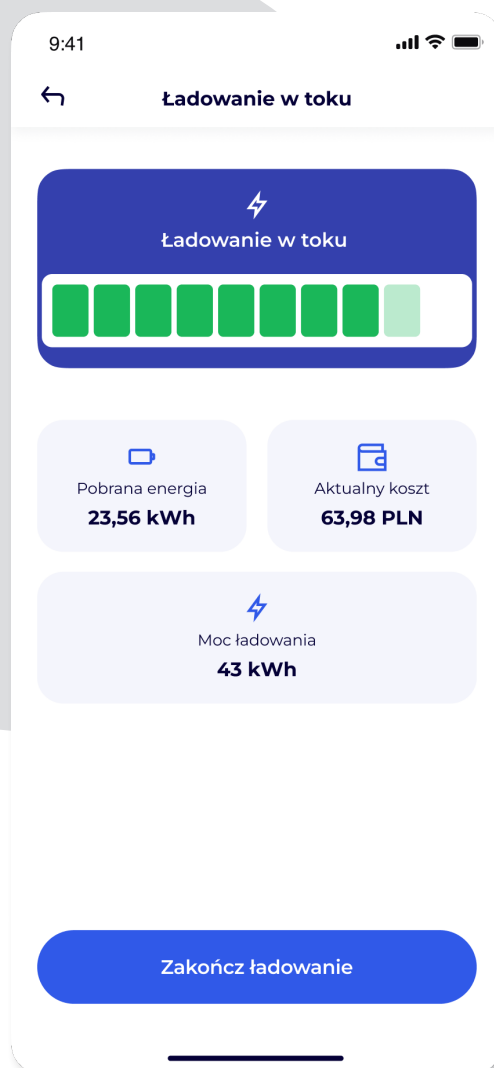 9:41
Ładowanie w toku
Ładowanie w toku
Pobrana energia
23,56 kWh
Aktualny koszt
63,98 PLN
Moc ładowania
43 kWh
Zakończ ładowanie